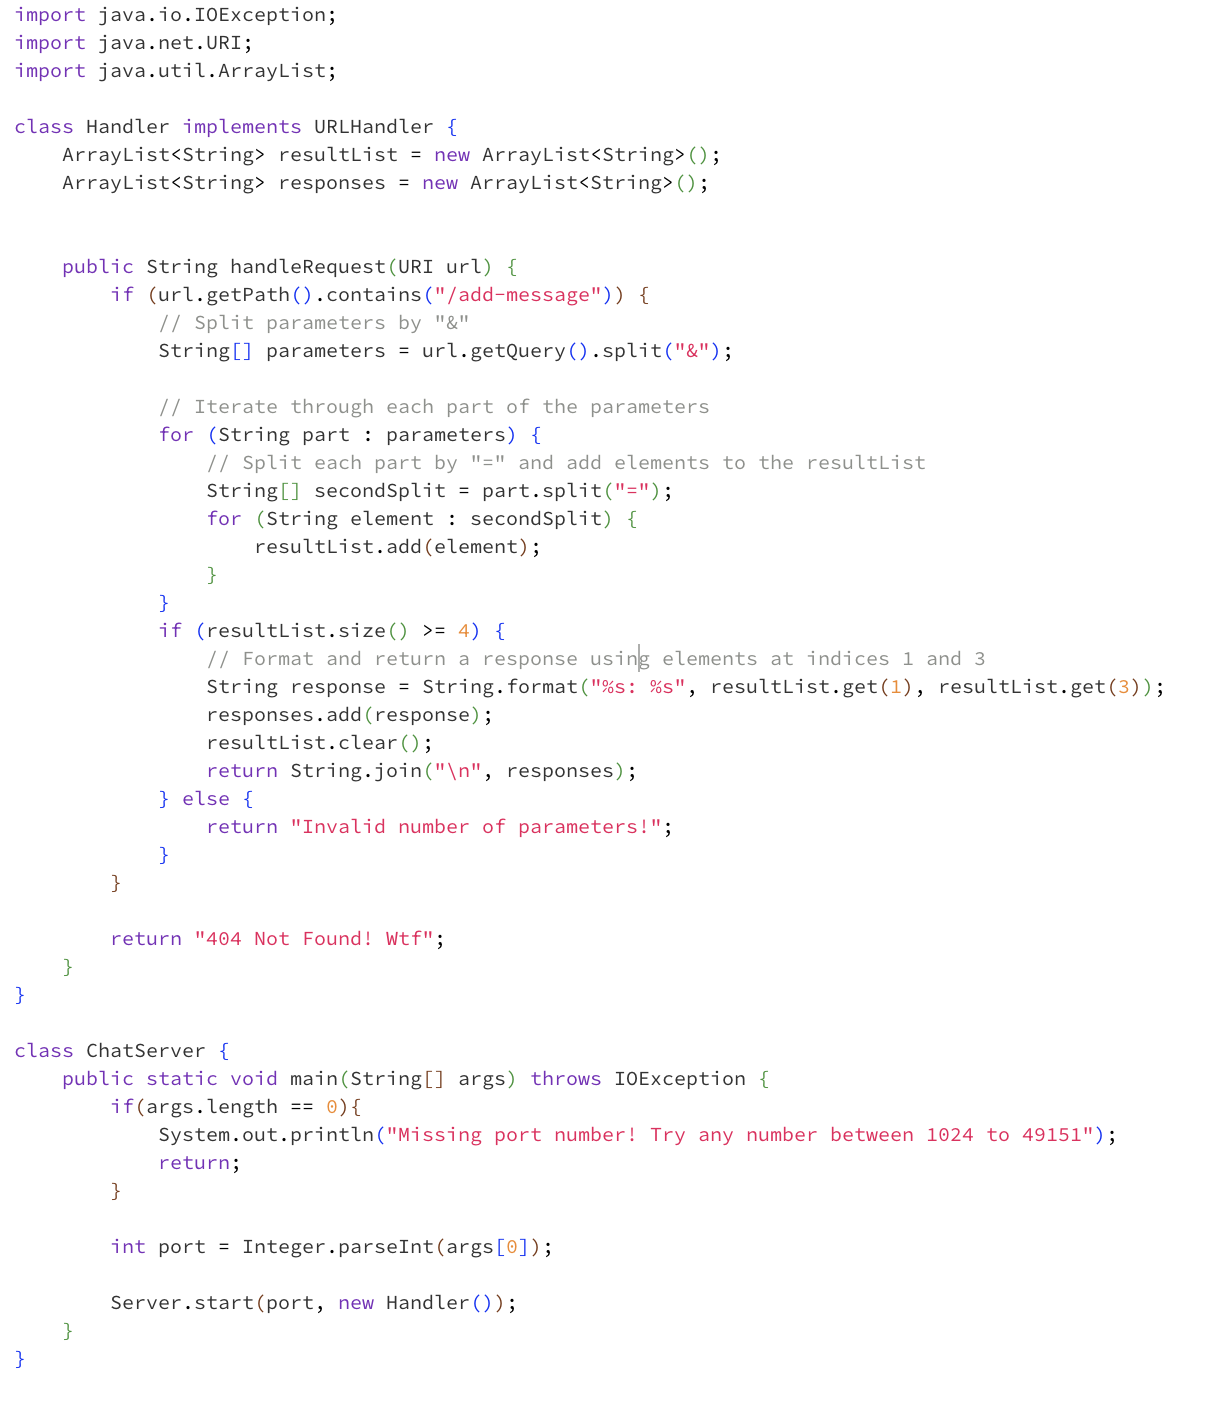 import java.io.IOException;
import java.net.URI;
import java.util.ArrayList;

class Handler implements URLHandler {
    ArrayList<String> resultList = new ArrayList<String>();
    ArrayList<String> responses = new ArrayList<String>();


    public String handleRequest(URI url) {
        if (url.getPath().contains("/add-message")) {
            // Split parameters by "&"
            String[] parameters = url.getQuery().split("&");

            // Iterate through each part of the parameters
            for (String part : parameters) {
                // Split each part by "=" and add elements to the resultList
                String[] secondSplit = part.split("=");
                for (String element : secondSplit) {
                    resultList.add(element);
                }
            }
            if (resultList.size() >= 4) {
                // Format and return a response using elements at indices 1 and 3
                String response = String.format("%s: %s", resultList.get(1), resultList.get(3));
                responses.add(response);
                resultList.clear();
                return String.join("\n", responses);
            } else {
                return "Invalid number of parameters!";
            }
        }

        return "404 Not Found! Wtf";
    }
}

class ChatServer {
    public static void main(String[] args) throws IOException {
        if(args.length == 0){
            System.out.println("Missing port number! Try any number between 1024 to 49151");
            return;
        }

        int port = Integer.parseInt(args[0]);

        Server.start(port, new Handler());
    }
}